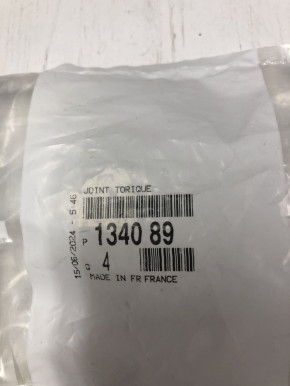 JOINT TORIQUE
P 1340 89
Q 4
MADE IN FR FRANCE
15/06/2024 - 5 46